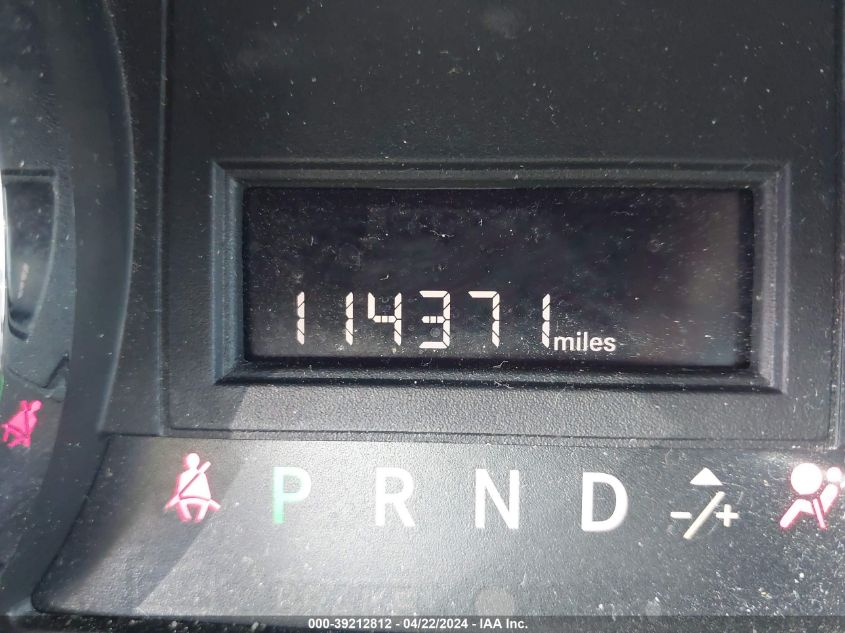 114371 miles
P R N D -/+
000-39212812 - 04/22/2024 - IAA Inc.